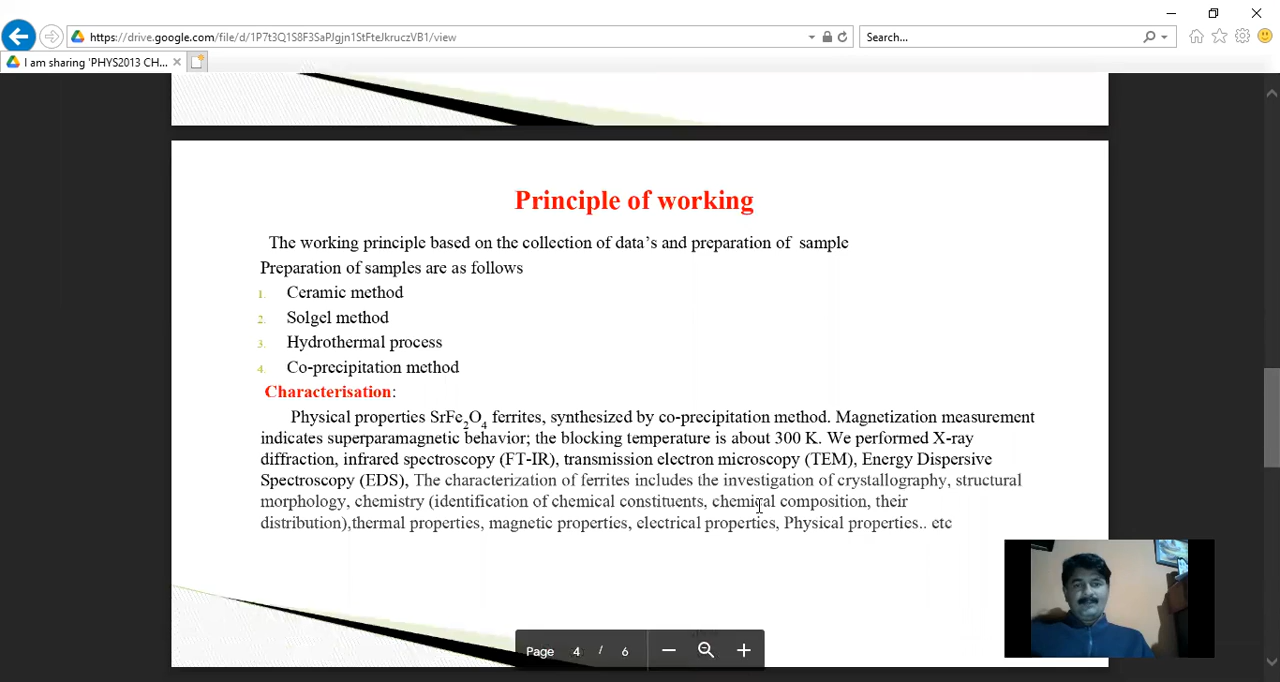 https://drive.google.com/file/d/1P7t3Q1S8F3SaPJgjn1StFteJkruczVB1/view
Search...
I am sharing 'PHYS2013 CH...
Principle of working
The working principle based on the collection of data's and preparation of sample
Preparation of samples are as follows
1. Ceramic method
2. Solgel method
3. Hydrothermal process
4. Co-precipitation method
Characterisation:
Physical properties SrFe2O4 ferrites, synthesized by co-precipitation method. Magnetization measurement
indicates superparamagnetic behavior; the blocking temperature is about 300 K. We performed X-ray
diffraction, infrared spectroscopy (FT-IR), transmission electron microscopy (TEM), Energy Dispersive
Spectroscopy (EDS), The characterization of ferrites includes the investigation of crystallography, structural
morphology, chemistry (identification of chemical constituents, chemical composition, their
distribution),thermal properties, magnetic properties, electrical properties, Physical properties.. etc
Page 4 / 6